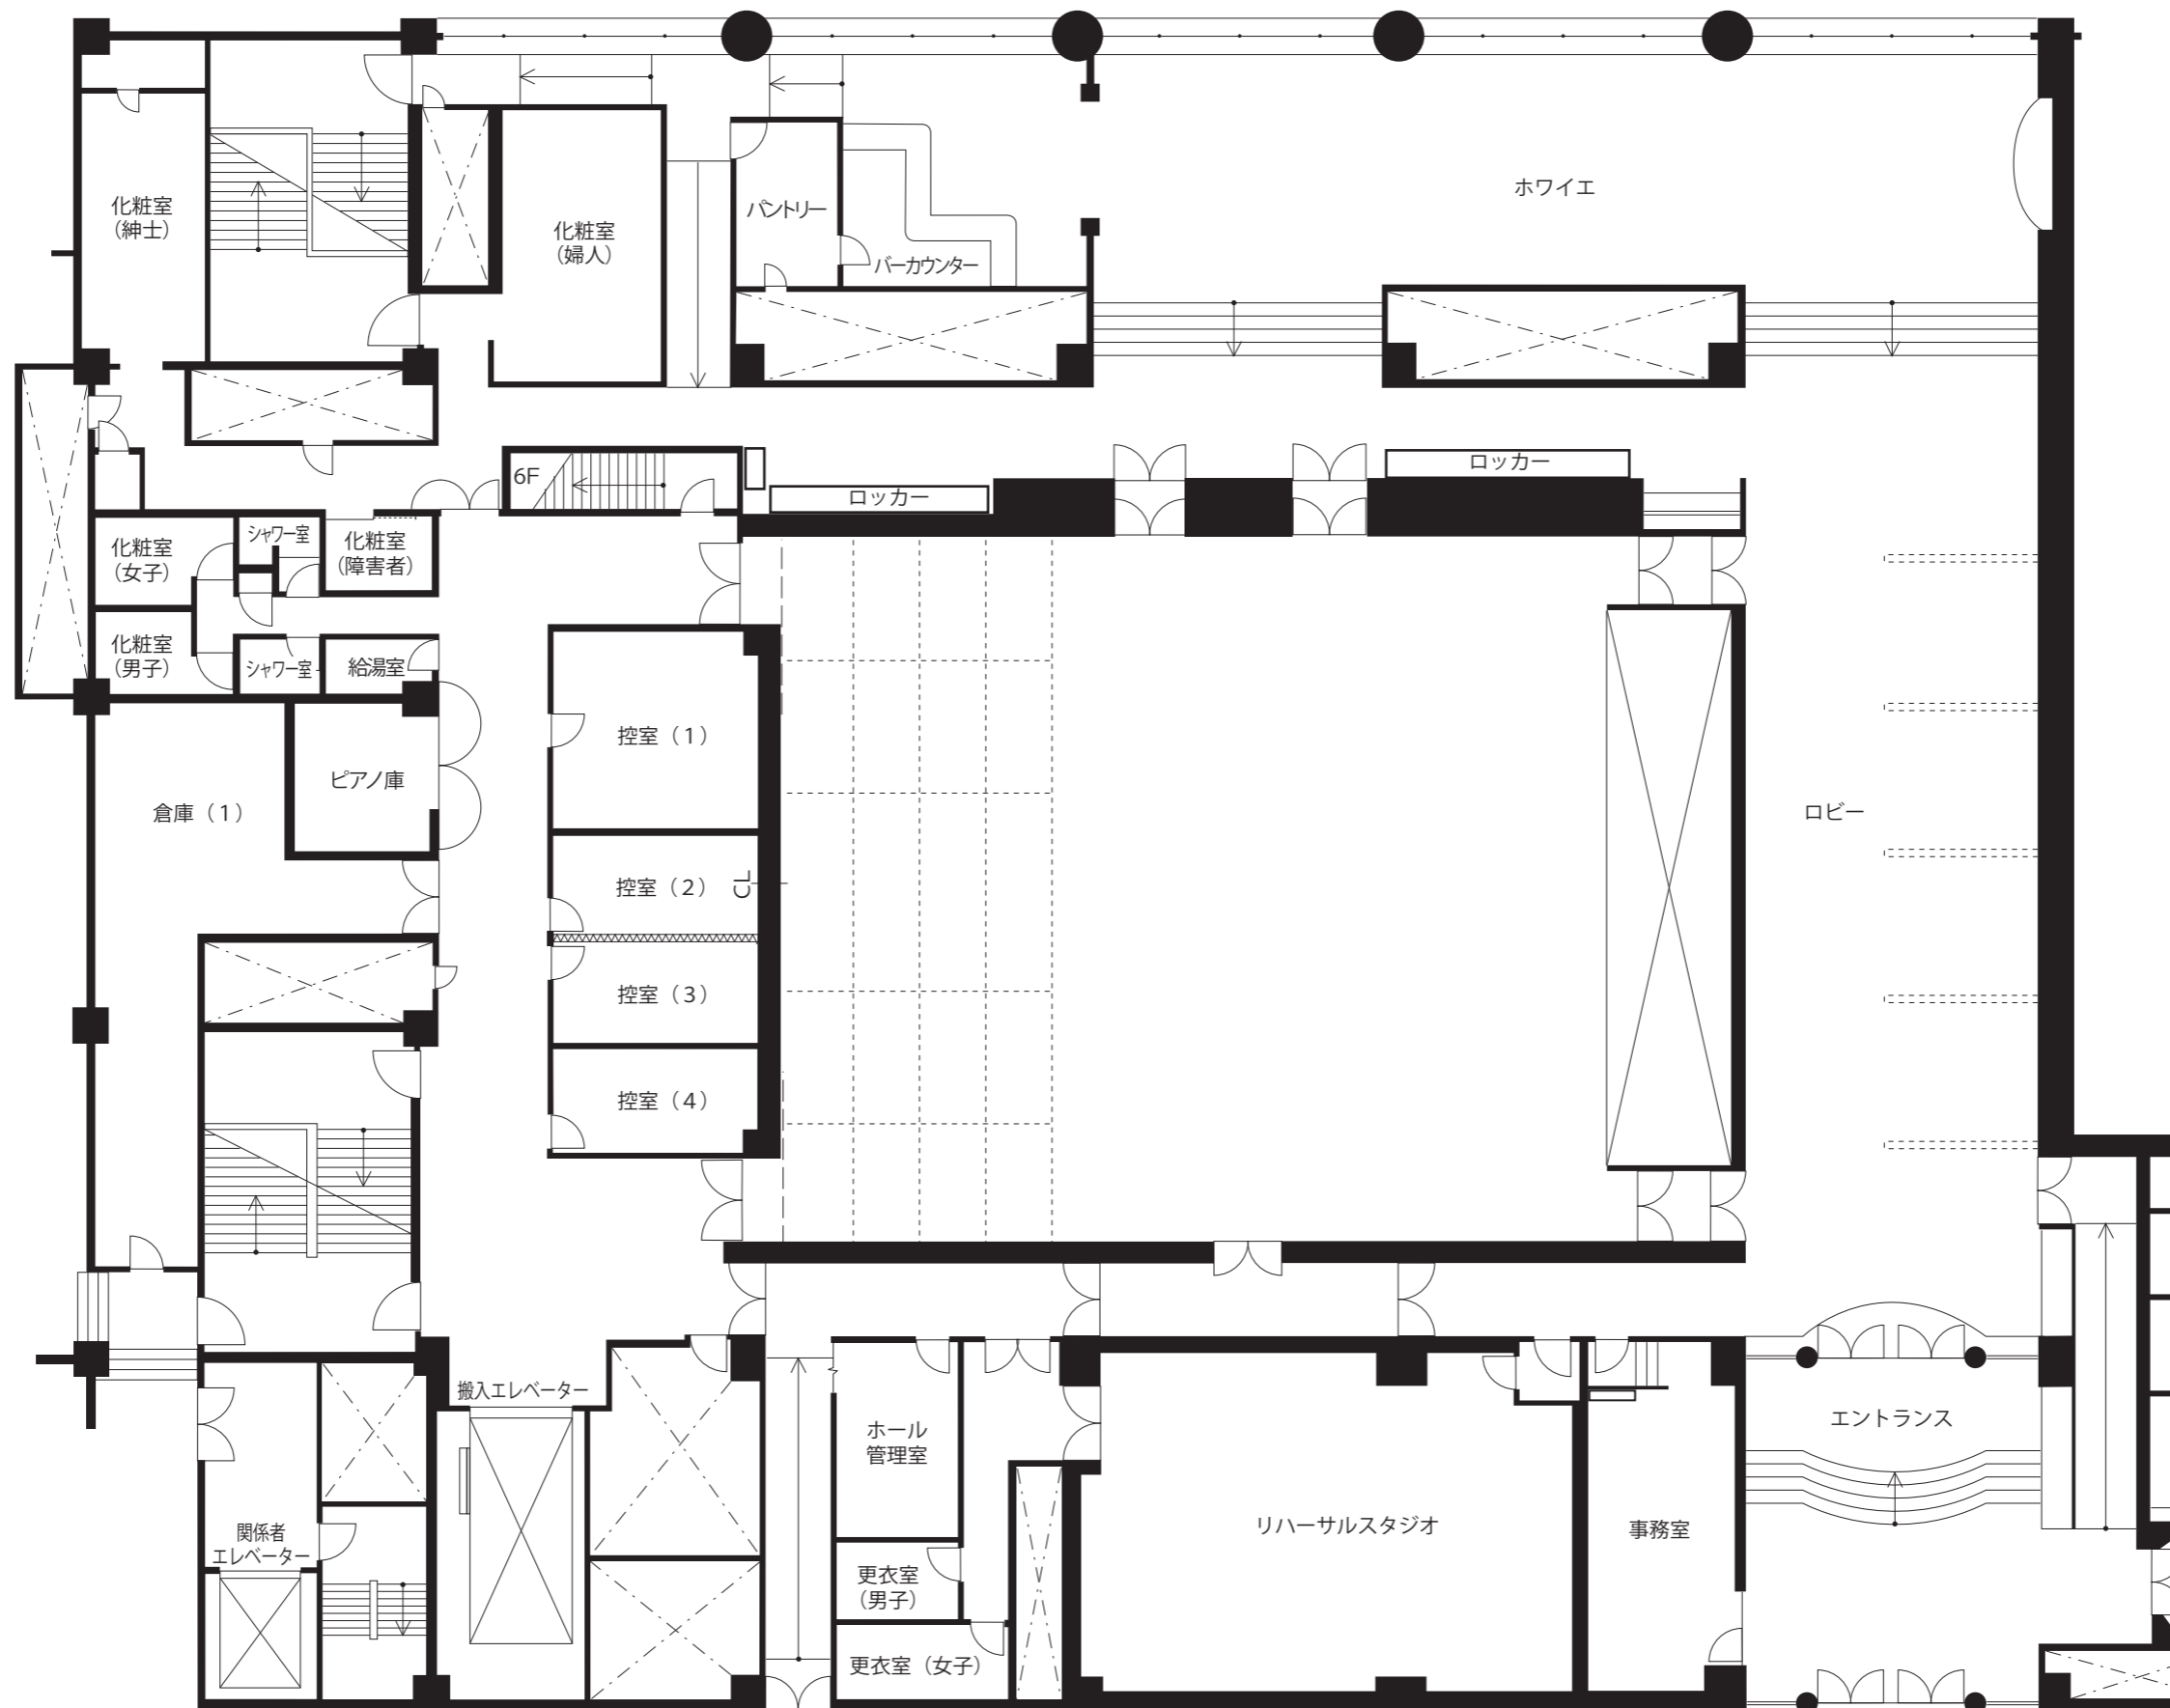 ホワイエ
化粧室
（紳士）
パントリー
化粧室
（婦人）
バーカウンター
ロッカー
6F
ロッカー
シャワー室
化粧室
（障害者）
化粧室
（女子）
化粧室
（男子）
シャワー室
給湯室
控室（1）
ピアノ庫
倉庫（1）
ロビー
控室（2）
CL
控室（3）
控室（4）
搬入エレベーター
エントランス
ホール
管理室
リハーサルスタジオ
事務室
関係者
エレベーター
更衣室
（男子）
更衣室（女子）